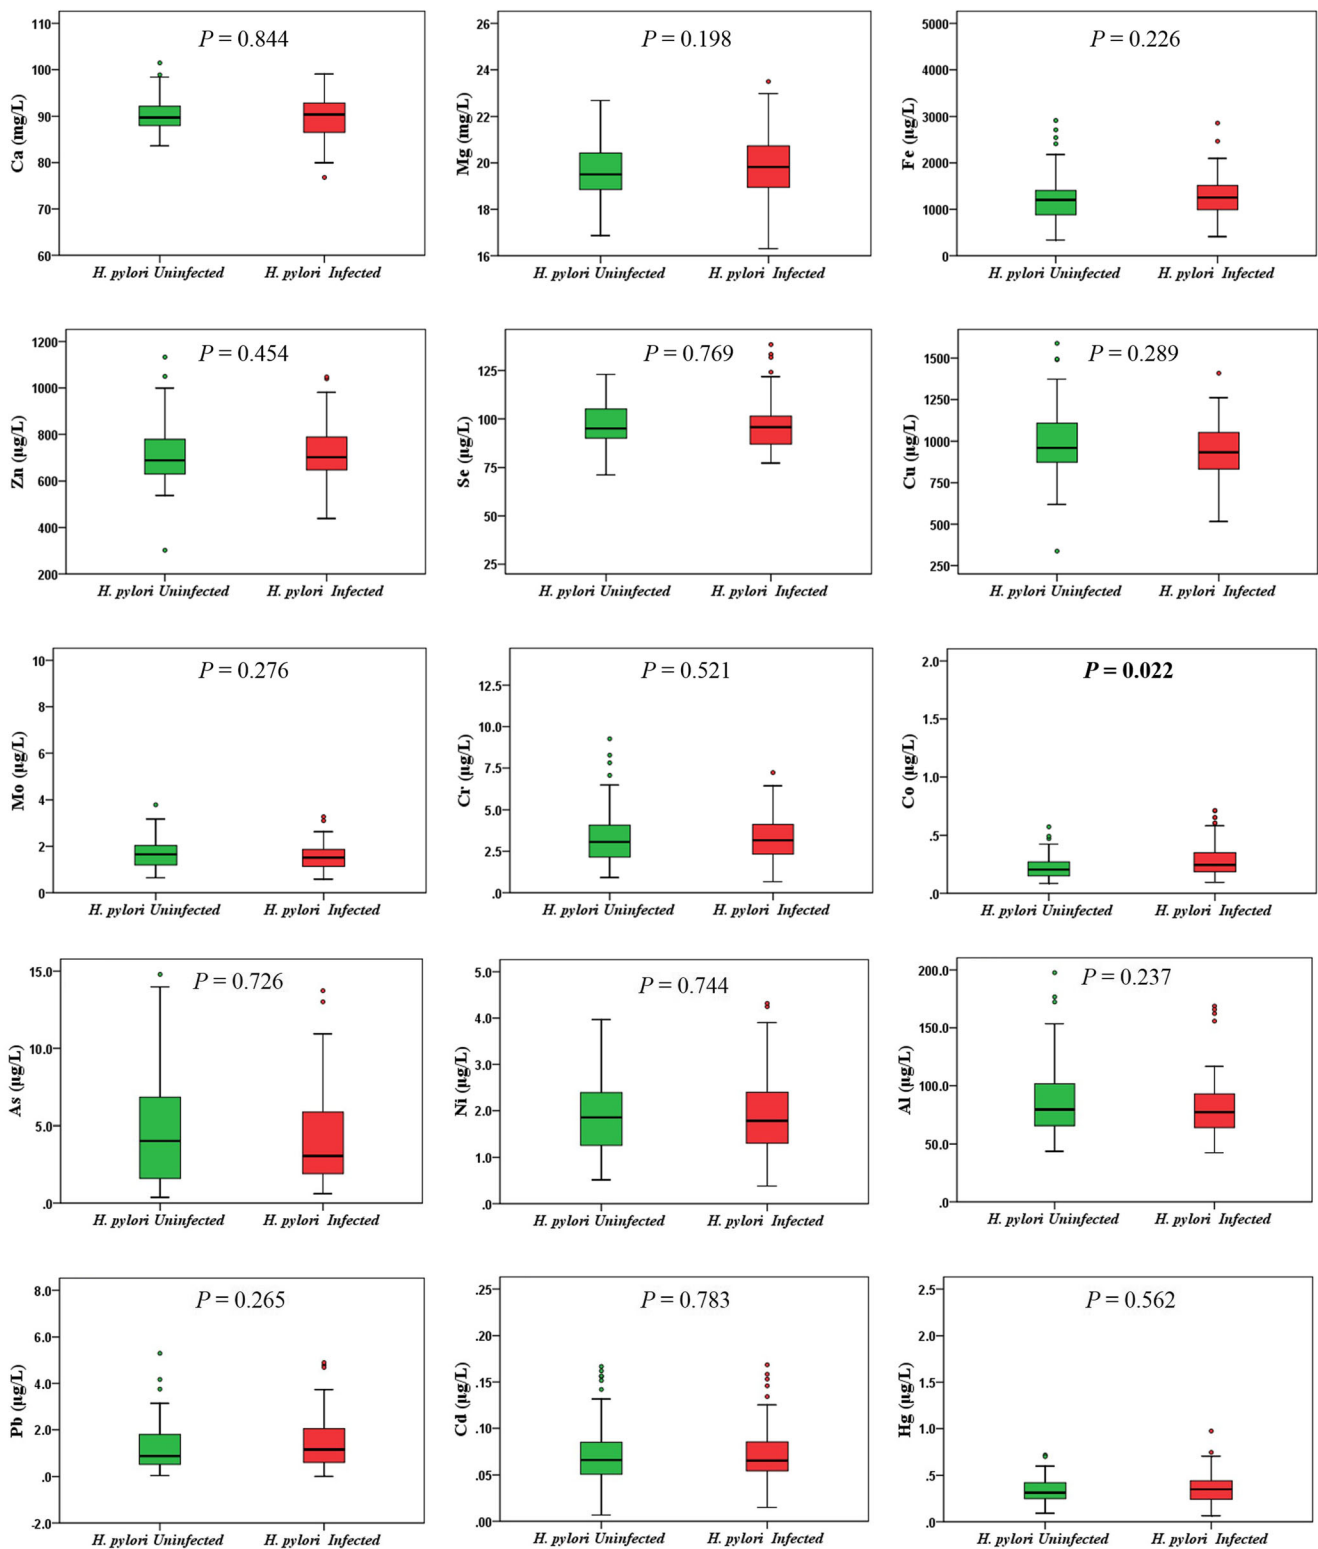 P = 0.844
Ca (mg/L)
110
100
90
80
70
60
H. pylori Uninfected
H. pylori Infected
P = 0.198
Mg (mg/L)
26
24
22
20
18
16
H. pylori Uninfected
H. pylori Infected
P = 0.226
Fe (µg/L)
5000
4000
3000
2000
1000
0
H. pylori Uninfected
H. pylori Infected
P = 0.454
Zn (µg/L)
1200
1000
800
600
400
200
H. pylori Uninfected
H. pylori Infected
P = 0.769
Se (µg/L)
125
100
75
50
25
H. pylori Uninfected
H. pylori Infected
P = 0.289
Cu (µg/L)
1500
1250
1000
750
500
250
H. pylori Uninfected
H. pylori Infected
P = 0.276
Mo (µg/L)
10
8
6
4
2
0
H. pylori Uninfected
H. pylori Infected
P = 0.521
Cr (µg/L)
12.5
10.0
7.5
5.0
2.5
.0
H. pylori Uninfected
H. pylori Infected
P = 0.022
Co (µg/L)
2.0
1.5
1.0
.5
.0
H. pylori Uninfected
H. pylori Infected
P = 0.726
As (µg/L)
15.0
10.0
5.0
.0
H. pylori Uninfected
H. pylori Infected
P = 0.744
Ni (µg/L)
5.0
4.0
3.0
2.0
1.0
.0
H. pylori Uninfected
H. pylori Infected
P = 0.237
Al (µg/L)
200.0
150.0
100.0
50.0
.0
H. pylori Uninfected
H. pylori Infected
P = 0.265
Pb (µg/L)
8.0
6.0
4.0
2.0
.0
-2.0
H. pylori Uninfected
H. pylori Infected
P = 0.783
Cd (µg/L)
.25
.20
.15
.10
.05
.00
H. pylori Uninfected
H. pylori Infected
P = 0.562
Hg (µg/L)
2.5
2.0
1.5
1.0
.5
.0
H. pylori Uninfected
H. pylori Infected